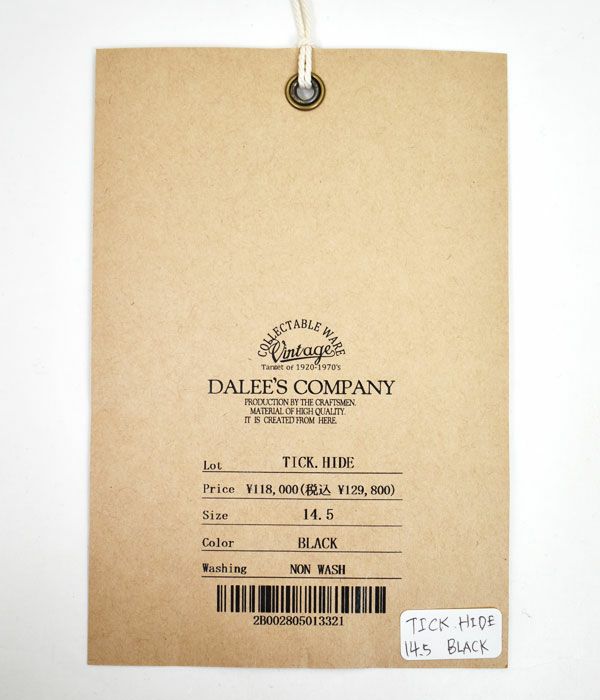 COLLECTABLE WARE
Vintage
Tanget of 1920-1970's
DALEE'S COMPANY
PRODUCTION BY THE CRAFTSMEN.
MATERIAL OF HIGH QUALITY.
IT IS CREATED FROM HERE.
Lot TICK.HIDE
Price ¥118,000(税込 ¥129,800)
Size 14.5
Color BLACK
Washing NON WASH
2B002805013321
TICK.HIDE
14.5 BLACK